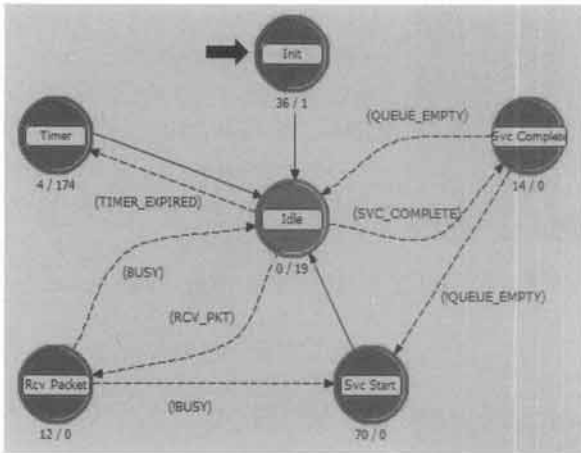 Init
36 / 1
Timer
4 / 174
(QUEUE_EMPTY)
Svc Complete
14 / 0
(TIMER_EXPIRED)
Idle
0 / 19
(SVC_COMPLETE)
(BUSY)
(RCV_PKT)
(!QUEUE_EMPTY)
Rcv Packet
12 / 0
(!BUSY)
Svc Start
70 / 0